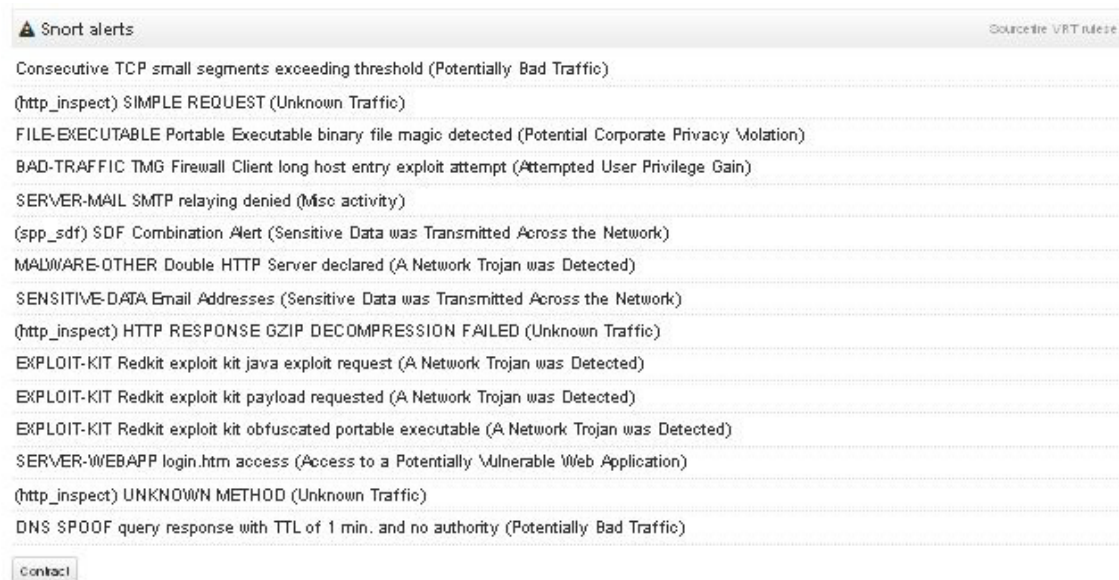 Snort alerts
Sourcefire VRT rulese
Consecutive TCP small segments exceeding threshold (Potentially Bad Traffic)
(http_inspect) SIMPLE REQUEST (Unknown Traffic)
FILE-EXECUTABLE Portable Executable binary file magic detected (Potential Corporate Privacy Violation)
BAD-TRAFFIC TMG Firewall Client long host entry exploit attempt (Attempted User Privilege Gain)
SERVER-MAIL SMTP relaying denied (Misc activity)
(spp_sdf) SDF Combination Alert (Sensitive Data was Transmitted Across the Network)
MALWARE-OTHER Double HTTP Server declared (A Network Trojan was Detected)
SENSITIVE-DATA Email Addresses (Sensitive Data was Transmitted Across the Network)
(http_inspect) HTTP RESPONSE GZIP DECOMPRESSION FAILED (Unknown Traffic)
EXPLOIT-KIT Redkit exploit kit java exploit request (A Network Trojan was Detected)
EXPLOIT-KIT Redkit exploit kit payload requested (A Network Trojan was Detected)
EXPLOIT-KIT Redkit exploit kit obfuscated portable executable (A Network Trojan was Detected)
SERVER-WEBAPP login.htm access (Access to a Potentially Vulnerable Web Application)
(http_inspect) UNKNOWN METHOD (Unknown Traffic)
DNS SPOOF query response with TTL of 1 min. and no authority (Potentially Bad Traffic)
Contract